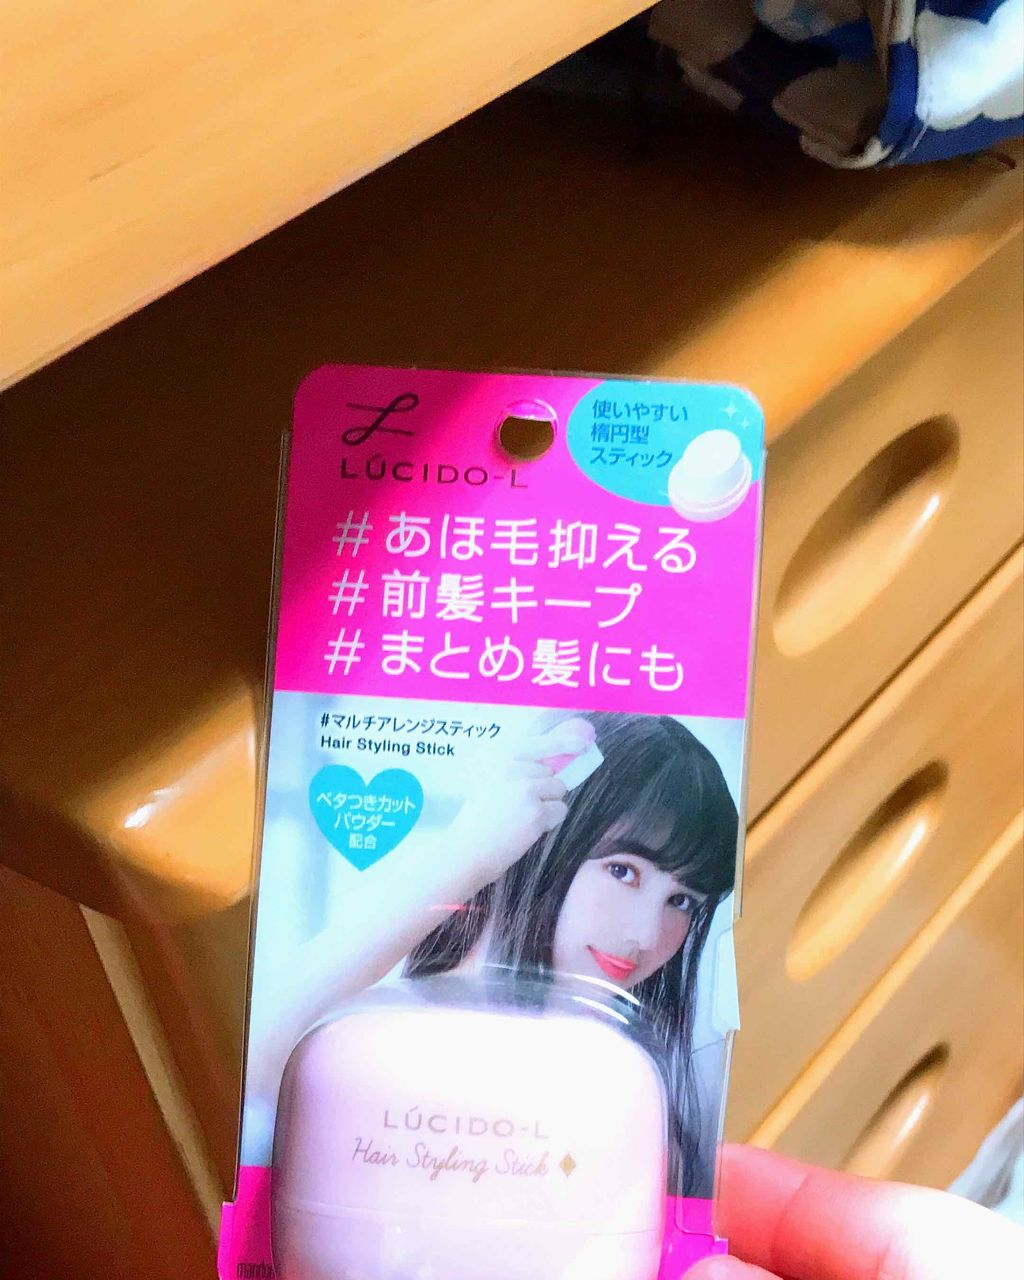 LÚCIDO-L
使いやすい
楕円型
スティック
#あほ毛抑える
#前髪キープ
#まとめ髪にも
#マルチアレンジスティック
Hair Styling Stick
ベタつきカット
パウダー
配合
LÚCIDO-L
Hair Styling Stick